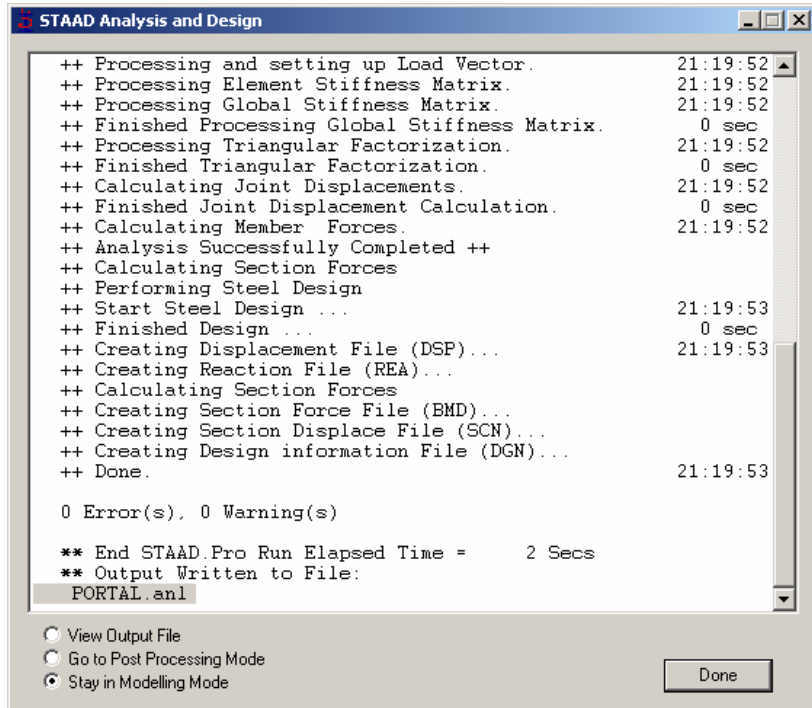 STAAD Analysis and Design
++ Processing and setting up Load Vector. 21:19:52
++ Processing Element Stiffness Matrix. 21:19:52
++ Processing Global Stiffness Matrix. 21:19:52
++ Finished Processing Global Stiffness Matrix. 0 sec
++ Processing Triangular Factorization. 21:19:52
++ Finished Triangular Factorization. 0 sec
++ Calculating Joint Displacements. 21:19:52
++ Finished Joint Displacement Calculation. 0 sec
++ Calculating Member  Forces. 21:19:52
++ Analysis Successfully Completed ++
++ Calculating Section Forces
++ Performing Steel Design
++ Start Steel Design ... 21:19:53
++ Finished Design ... 0 sec
++ Creating Displacement File (DSP)... 21:19:53
++ Creating Reaction File (REA)...
++ Calculating Section Forces
++ Creating Section Force File (BMD)...
++ Creating Section Displace File (SCN)...
++ Creating Design information File (DGN)...
++ Done. 21:19:53
0 Error(s), 0 Warning(s)
** End STAAD.Pro Run Elapsed Time = 2 Secs
** Output Written to File:
PORTAL.anl
View Output File
Go to Post Processing Mode
Stay in Modelling Mode
Done